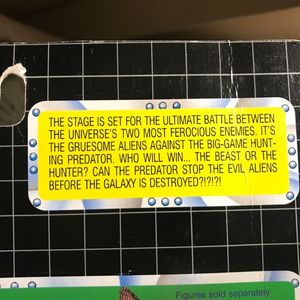 THE STAGE IS SET FOR THE ULTIMATE BATTLE BETWEEN
THE UNIVERSE'S TWO MOST FEROCIOUS ENEMIES. IT'S
THE GRUESOME ALIENS AGAINST THE BIG-GAME HUNT-
ING PREDATOR. WHO WILL WIN... THE BEAST OR THE
HUNTER? CAN THE PREDATOR STOP THE EVIL ALIENS
BEFORE THE GALAXY IS DESTROYED?!?!?!
Figures sold separately